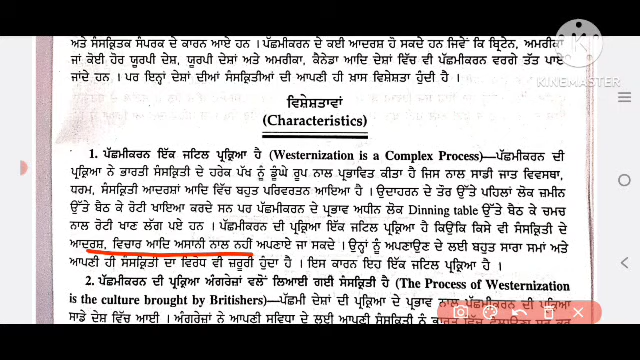 ਅਤੇ ਸੰਸਕ੍ਰਿਤਕ ਸੰਪਰਕ ਦੇ ਕਾਰਨ ਆਏ ਹਨ। ਪੱਛਮੀਕਰਨ ਦੇ ਕਈ ਆਦਰਸ਼ ਹੋ ਸਕਦੇ ਹਨ ਜਿਵੇਂ ਕਿ ਬ੍ਰਿਟੇਨ, ਅਮਰੀਕਾ
ਜਾਂ ਕੋਈ ਹੋਰ ਯੂਰਪੀ ਦੇਸ਼, ਯੂਰਪੀ ਦੇਸ਼ਾਂ ਅਤੇ ਅਮਰੀਕਾ, ਕੈਨੇਡਾ ਆਦਿ ਦੇਸ਼ਾਂ ਵਿੱਚ ਵੀ ਪੱਛਮੀਕਰਨ ਵਰਗੇ ਤੱਤ ਪਾਏ
ਜਾਂਦੇ ਹਨ। ਪਰ ਇਨ੍ਹਾਂ ਦੇਸ਼ਾਂ ਦੀਆਂ ਸੰਸਕ੍ਰਿਤੀਆਂ ਦੀ ਆਪਣੀ ਹੀ ਖ਼ਾਸ ਵਿਸ਼ੇਸ਼ਤਾ ਹੁੰਦੀ ਹੈ।
KINEMASTER
ਵਿਸ਼ੇਸ਼ਤਾਵਾਂ
(Characteristics)
1. ਪੱਛਮੀਕਰਨ ਇੱਕ ਜਟਿਲ ਪ੍ਰਕ੍ਰਿਆ ਹੈ (Westernization is a Complex Process)—ਪੱਛਮੀਕਰਨ ਦੀ
ਪ੍ਰਕ੍ਰਿਆ ਨੇ ਭਾਰਤੀ ਸੰਸਕ੍ਰਿਤੀ ਦੇ ਹਰੇਕ ਪੱਖ ਨੂੰ ਡੂੰਘੇ ਰੂਪ ਨਾਲ ਪ੍ਰਭਾਵਿਤ ਕੀਤਾ ਹੈ ਜਿਸ ਨਾਲ ਸਾਡੀ ਜਾਤ ਵਿਵਸਥਾ,
ਧਰਮ, ਸੰਸਕ੍ਰਿਤੀ ਆਦਰਸ਼ਾਂ ਆਦਿ ਵਿੱਚ ਬਹੁਤ ਪਰਿਵਰਤਨ ਆਇਆ ਹੈ। ਉਦਾਹਰਨ ਦੇ ਤੌਰ ਉੱਤੇ ਪਹਿਲਾਂ ਲੋਕ ਜ਼ਮੀਨ
ਉੱਤੇ ਬੈਠ ਕੇ ਰੋਟੀ ਖਾਇਆ ਕਰਦੇ ਸਨ ਪਰ ਪੱਛਮੀਕਰਨ ਦੇ ਪ੍ਰਭਾਵ ਅਧੀਨ ਲੋਕ Dinning table ਉੱਤੇ ਬੈਠ ਕੇ ਚਮਚ
ਨਾਲ ਰੋਟੀ ਖਾਣ ਲੱਗ ਪਏ ਹਨ। ਪੱਛਮੀਕਰਨ ਇੱਕ ਜਟਿਲ ਪ੍ਰਕ੍ਰਿਆ ਹੈ ਕਿਉਂਕਿ ਕਿਸੇ ਵੀ ਸੰਸਕ੍ਰਿਤੀ ਦੇ
ਆਦਰਸ਼, ਵਿਚਾਰ ਆਦਿ ਅਸਾਨੀ ਨਾਲ ਨਹੀਂ ਅਪਣਾਏ ਜਾ ਸਕਦੇ। ਉਨ੍ਹਾਂ ਨੂੰ ਅਪਣਾਉਣ ਦੇ ਲਈ ਬਹੁਤ ਸਾਰਾ ਸਮਾਂ ਅਤੇ
ਆਪਣੀ ਹੀ ਸੰਸਕ੍ਰਿਤੀ ਦਾ ਵਿਰੋਧ ਵੀ ਜ਼ਰੂਰੀ ਹੁੰਦਾ ਹੈ। ਇਸ ਕਾਰਨ ਇਹ ਇੱਕ ਜਟਿਲ ਪ੍ਰਕ੍ਰਿਆ ਹੈ।
2. ਪੱਛਮੀਕਰਨ ਦੀ ਪ੍ਰਕ੍ਰਿਆ ਅੰਗਰੇਜ਼ਾਂ ਵਲੋਂ ਲਿਆਈ ਗਈ ਸੰਸਕ੍ਰਿਤੀ ਹੈ (The Process of Westernization
is the culture brought by Britishers)—ਪੱਛਮੀ ਦੇਸ਼ਾਂ ਦੀ ਪ੍ਰਕ੍ਰਿਆ ਦੇ ਪ੍ਰਭਾਵ ਨਾਲ ਪੱਛਮੀਕਰਨ ਦੀ ਪ੍ਰਕ੍ਰਿਆ
ਸਾਡੇ ਦੇਸ਼ ਵਿੱਚ ਆਈ। ਅੰਗਰੇਜ਼ਾਂ ਨੇ ਆਪਣੀ ਸੁਵਿਧਾ ਦੇ ਲਈ ਆਪਣੀ ਸੰਸਕ੍ਰਿਤੀ ਨੂੰ